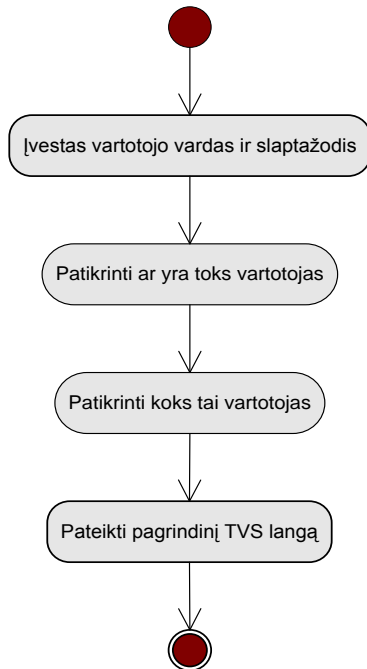 Įvestas vartotojo vardas ir slaptažodis
Patikrinti ar yra toks vartotojas
Patikrinti koks tai vartotojas
Pateikti pagrindinį TVS langą